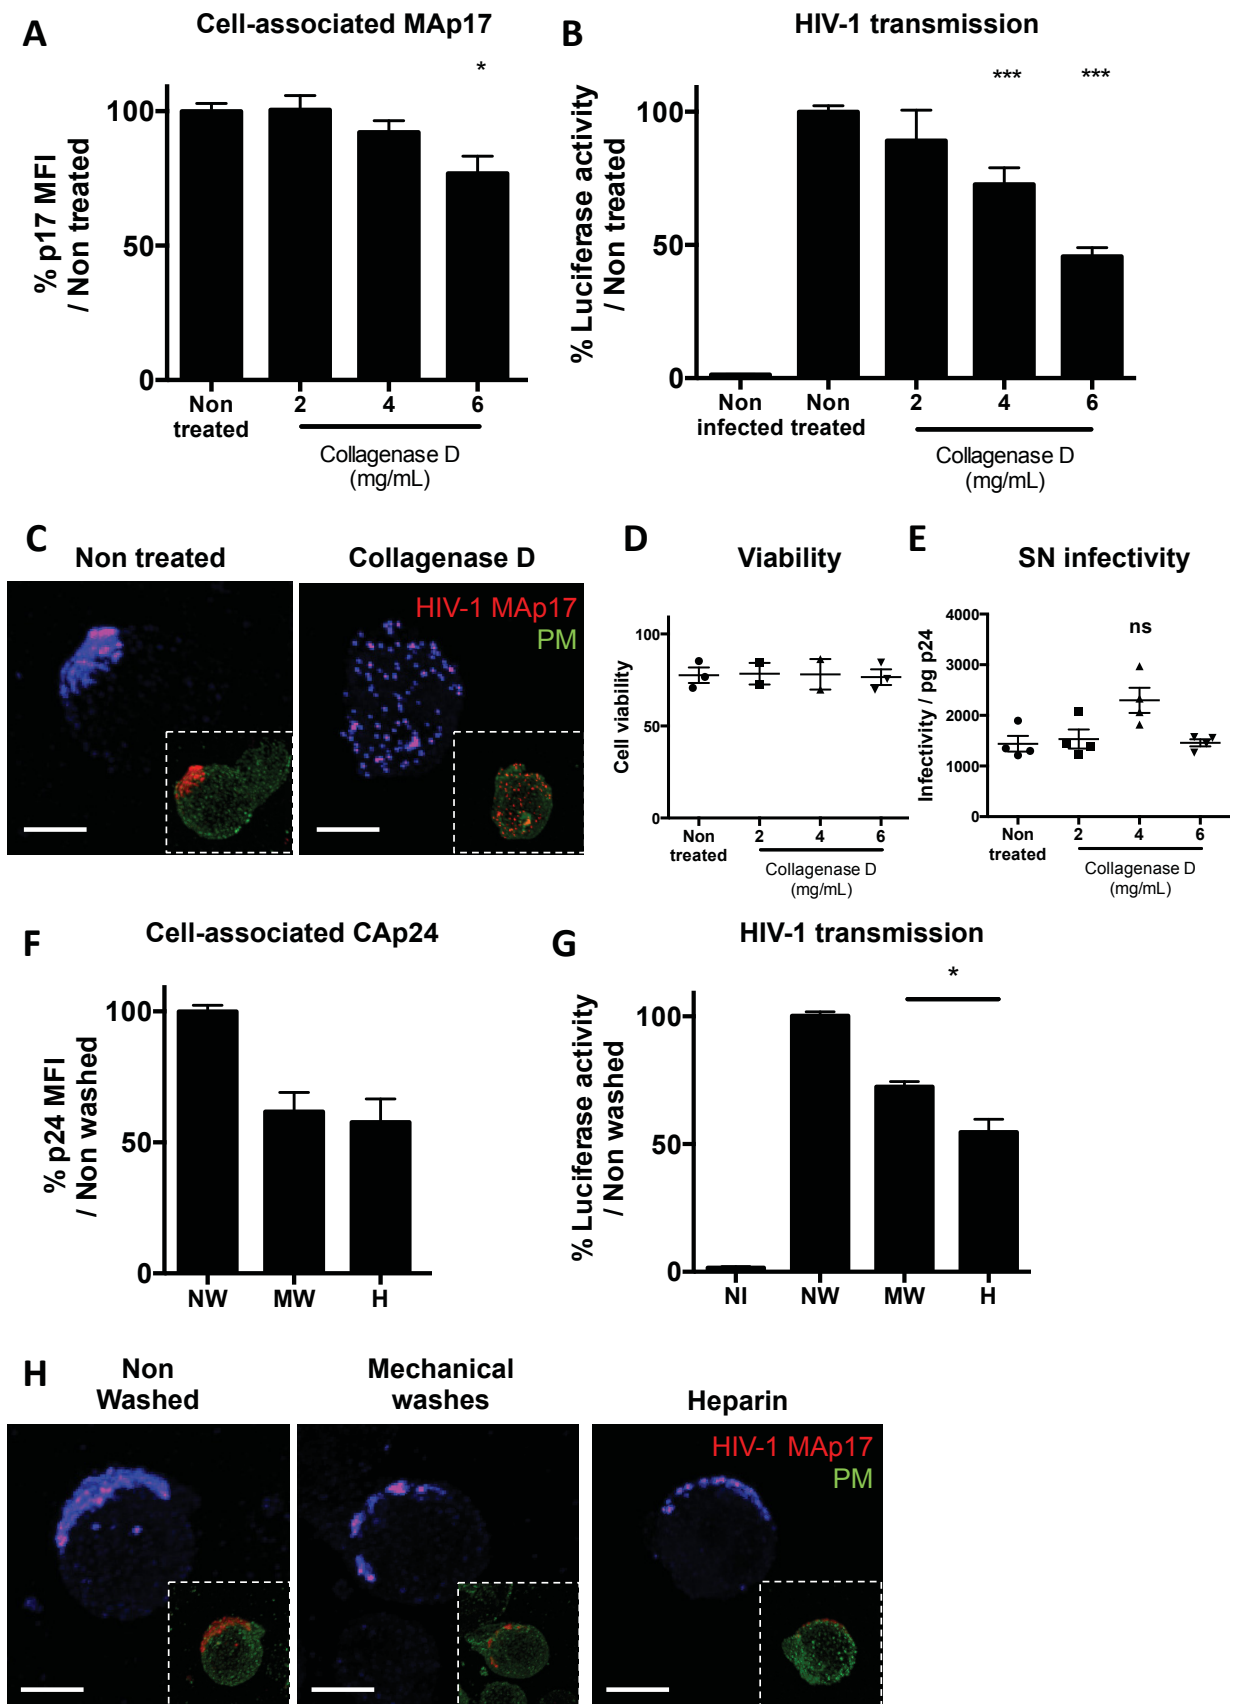 A
Cell-associated MAp17
*
100
50
0
% p17 MFI
/ Non treated
Non
treated
2
4
6
Collagenase D
(mg/mL)
B
HIV-1 transmission
***
***
100
50
0
% Luciferase activity
/ Non treated
Non
infected
Non
treated
2
4
6
Collagenase D
(mg/mL)
C
Non treated
Collagenase D
HIV-1 MAp17
PM
D
Viability
100
50
0
Cell viability
Non
treated
2
4
6
Collagenase D
(mg/mL)
E
SN infectivity
4000
3000
2000
1000
0
ns
Infectivity / pg p24
Non
treated
2
4
6
Collagenase D
(mg/mL)
F
Cell-associated CAp24
100
50
0
% p24 MFI
/ Non washed
NW
MW
H
G
HIV-1 transmission
*
100
50
0
% Luciferase activity
/ Non washed
NI
NW
MW
H
H
Non
Washed
Mechanical
washes
Heparin
HIV-1 MAp17
PM